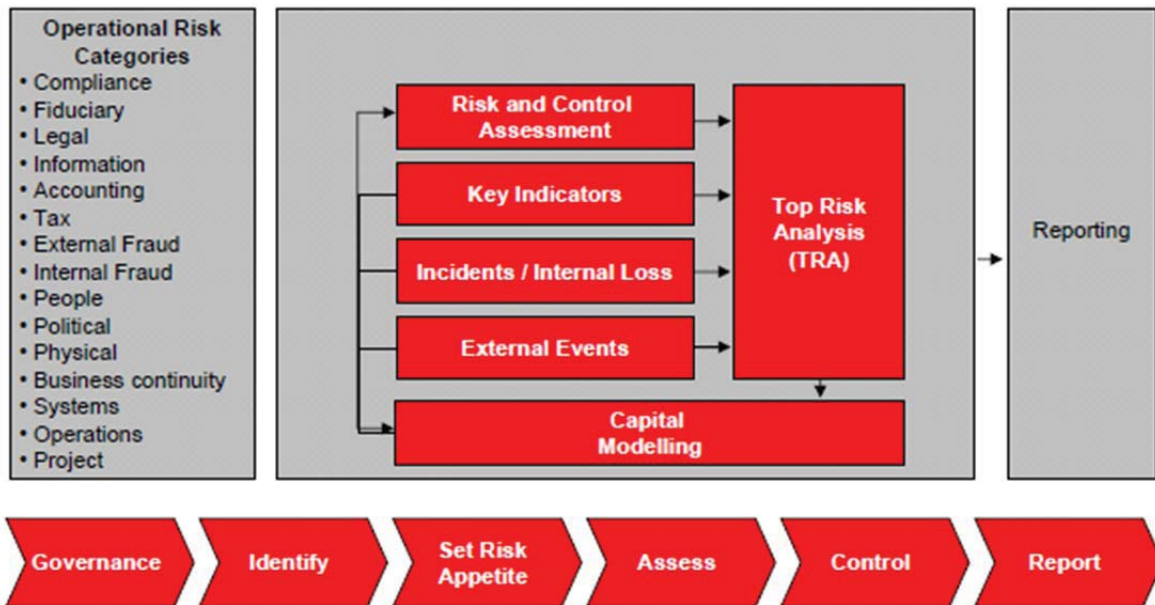 Operational Risk
Categories
• Compliance
• Fiduciary
• Legal
• Information
• Accounting
• Tax
• External Fraud
• Internal Fraud
• People
• Political
• Physical
• Business continuity
• Systems
• Operations
• Project
Risk and Control
Assessment
Key Indicators
Incidents / Internal Loss
External Events
Top Risk
Analysis
(TRA)
Capital
Modelling
Reporting
Governance
Identify
Set Risk
Appetite
Assess
Control
Report